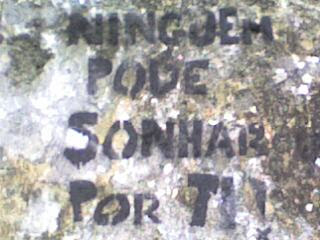 NINGUEM
PODE
SONHAR
POR TI!